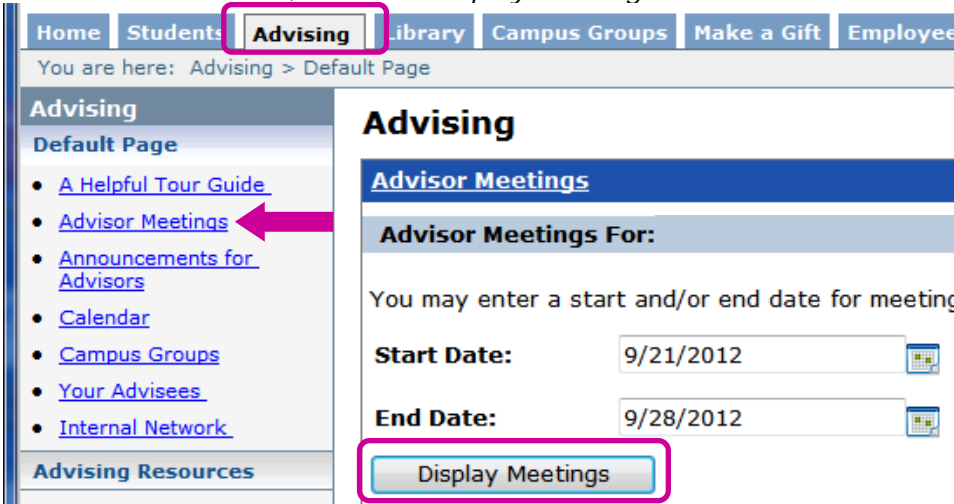 Home Students Advising Library Campus Groups Make a Gift Employee
You are here: Advising > Default Page
Advising
Default Page
A Helpful Tour Guide
Advisor Meetings
Announcements for
Advisors
Calendar
Campus Groups
Your Advisees
Internal Network
Advising Resources
Advising
Advisor Meetings
Advisor Meetings For:
You may enter a start and/or end date for meeting
Start Date: 9/21/2012
End Date: 9/28/2012
Display Meetings